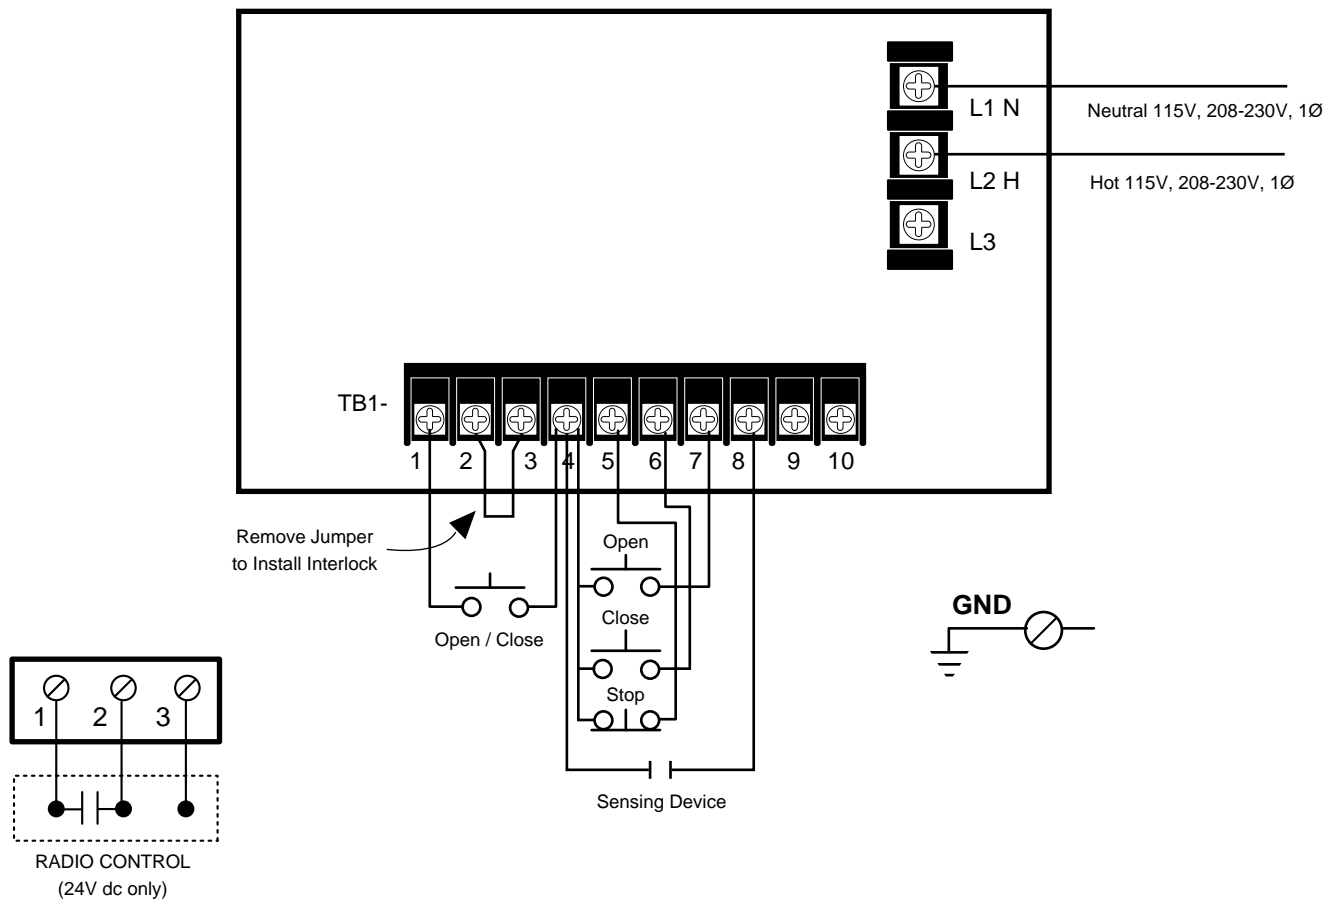 L1 N
Neutral 115V, 208-230V, 1Ø
L2 H
Hot 115V, 208-230V, 1Ø
L3
TB1-
1 2 3 4 5 6 7 8 9 10
Remove Jumper
to Install Interlock
Open
Open / Close
Close
Stop
Sensing Device
GND
1 2 3
RADIO CONTROL
(24V dc only)